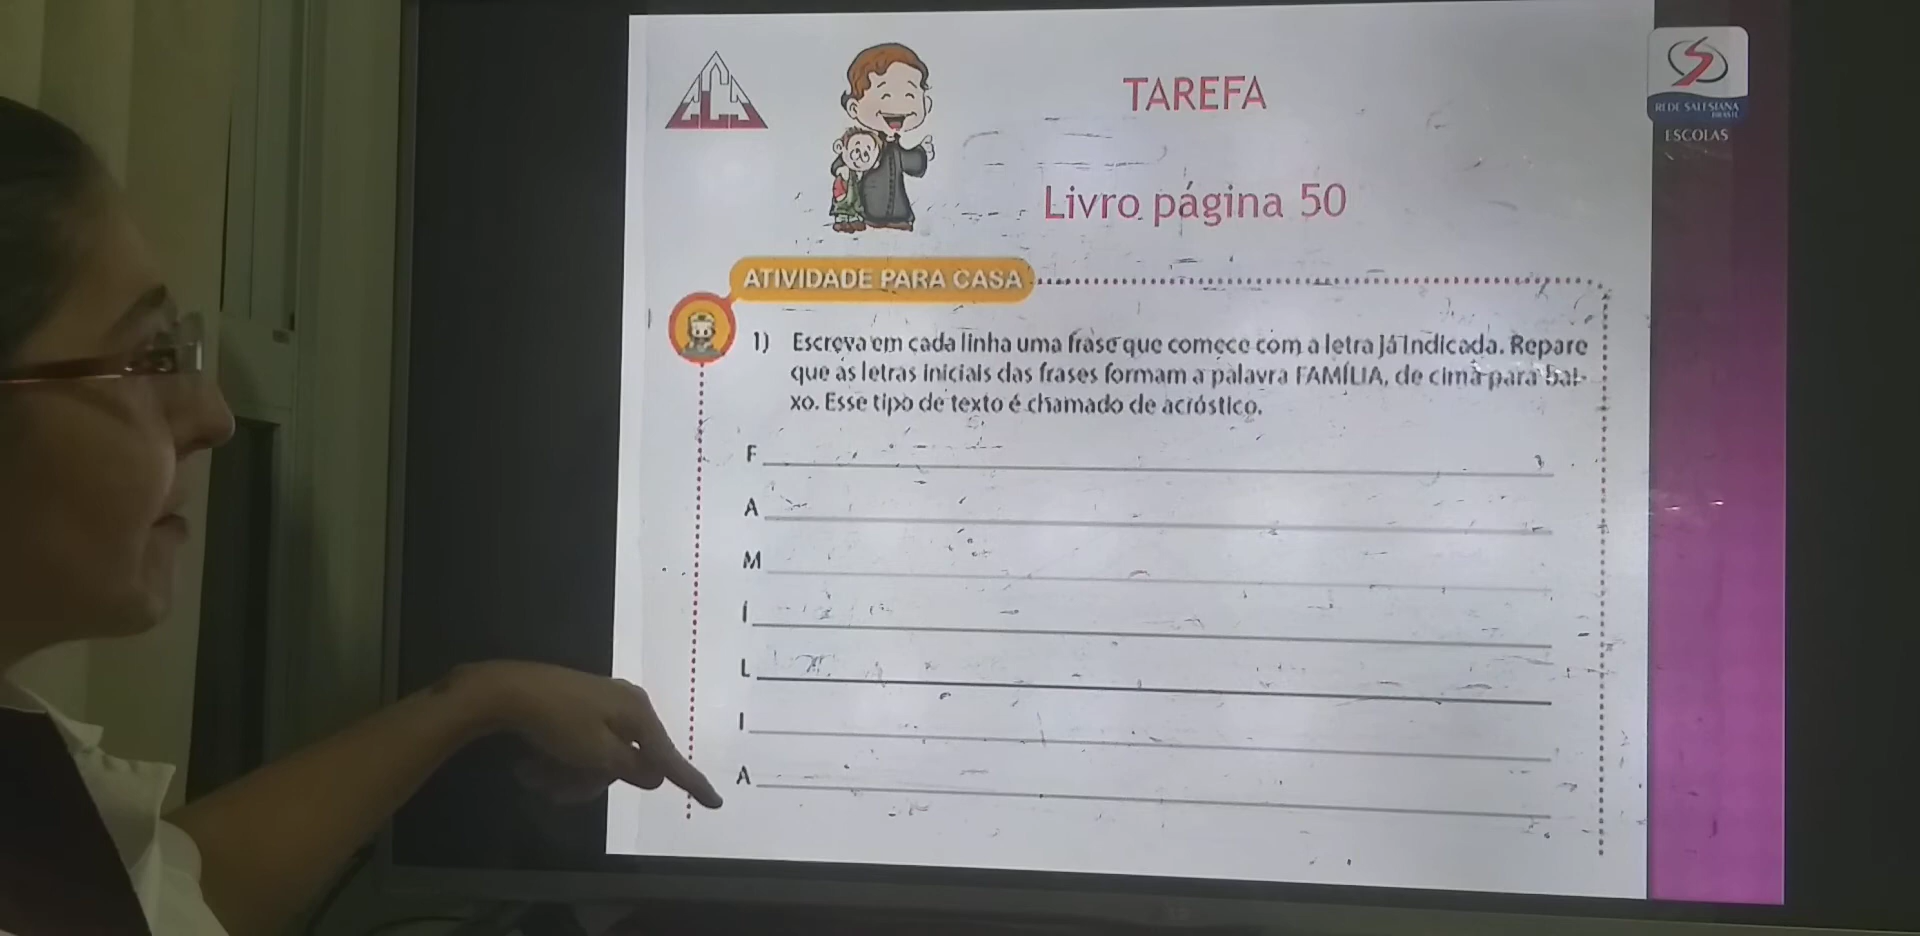 TAREFA
REDE SALESIANA
BRASIL
ESCOLAS
Livro página 50
ATIVIDADE PARA CASA
1) Escreva em cada linha uma frase que comece com a letra já indicada. Repare
que as letras iniciais das frases formam a palavra FAMÍLIA, de cima para bai-
xo. Esse tipo de texto é chamado de acróstico.
F
A
M
Í
L
I
A